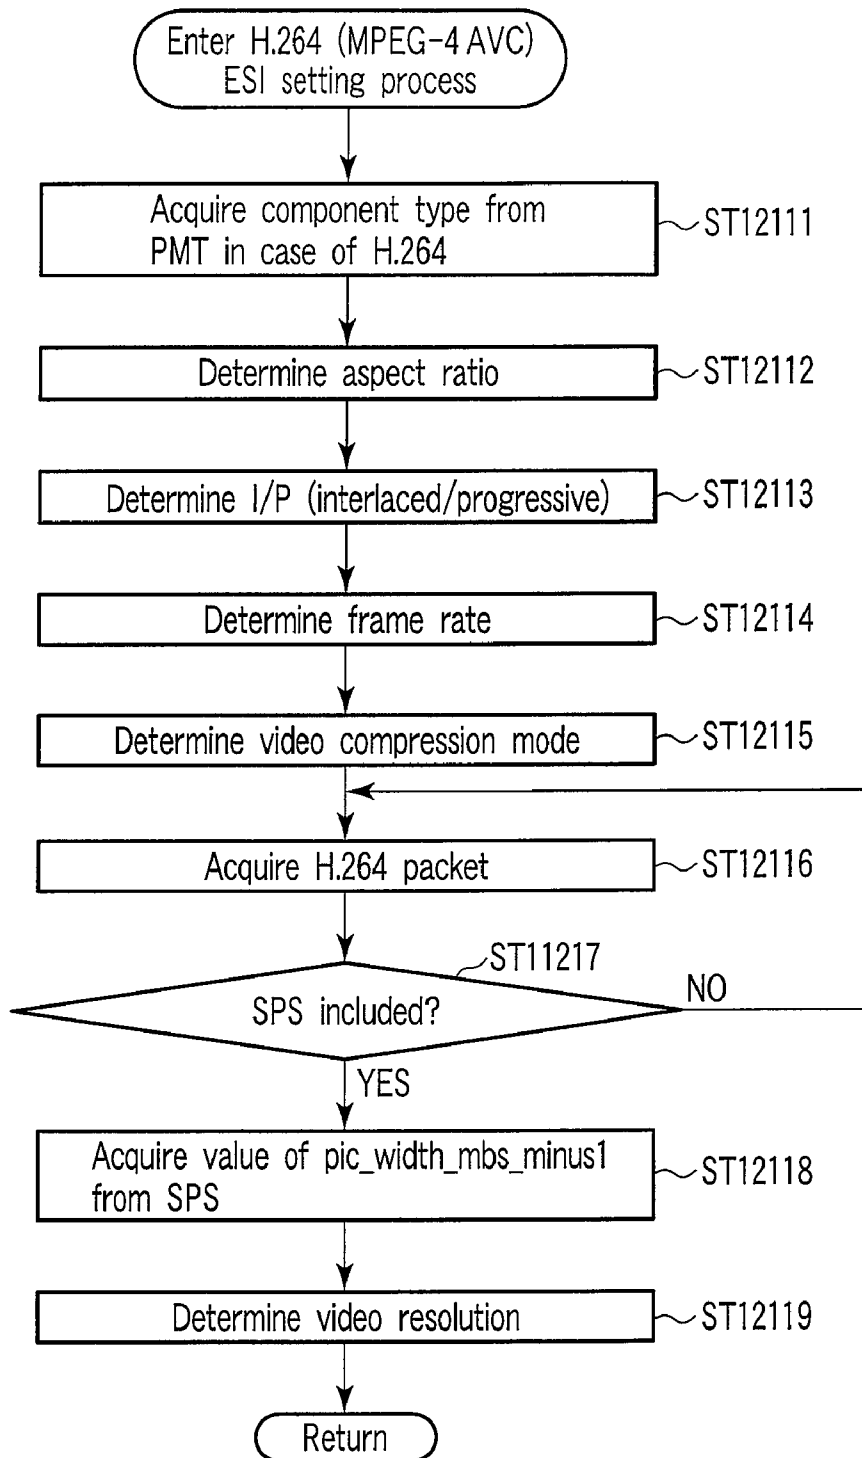 Enter H.264 (MPEG-4 AVC)
ESI setting process
Acquire component type from
PMT in case of H.264
ST12111
Determine aspect ratio
ST12112
Determine I/P (interlaced/progressive)
ST12113
Determine frame rate
ST12114
Determine video compression mode
ST12115
Acquire H.264 packet
ST12116
ST11217
SPS included?
NO
YES
Acquire value of pic_width_mbs_minus1
from SPS
ST12118
Determine video resolution
ST12119
Return